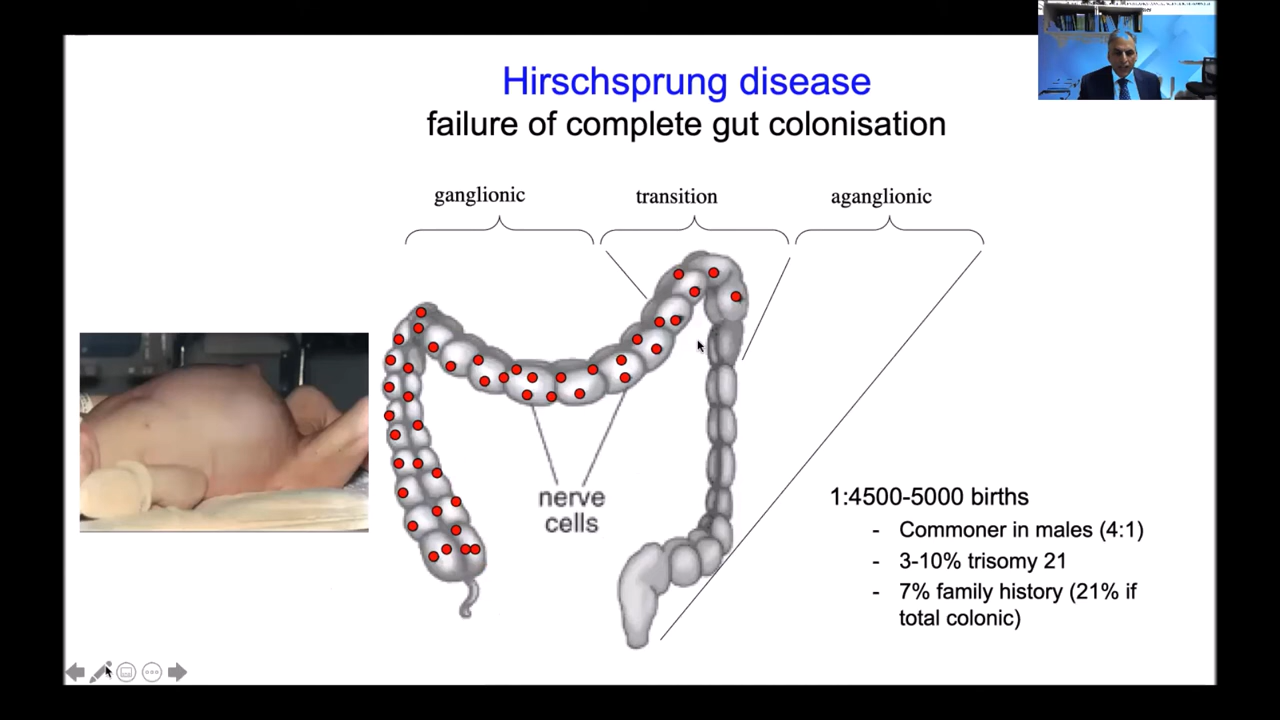 Hirschsprung disease
failure of complete gut colonisation
ganglionic
transition
aganglionic
nerve
cells
1:4500-5000 births
- Commoner in males (4:1)
- 3-10% trisomy 21
- 7% family history (21% if
total colonic)